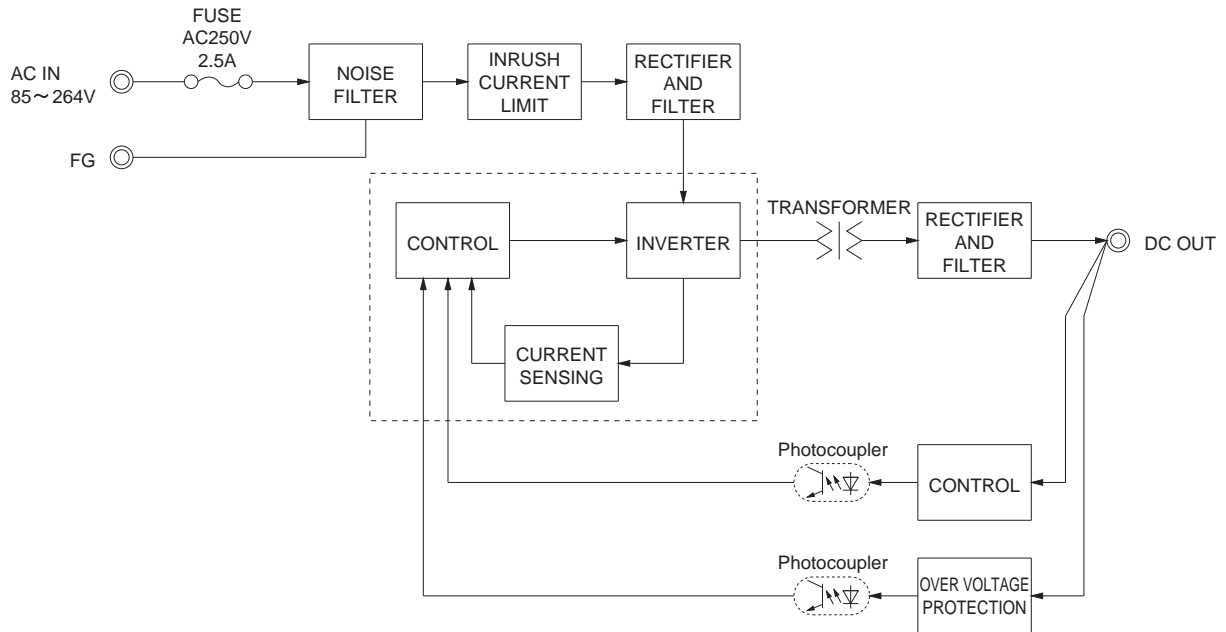 FUSE
AC250V
2.5A
AC IN
85～264V
FG
NOISE
FILTER
INRUSH
CURRENT
LIMIT
RECTIFIER
AND
FILTER
CONTROL
INVERTER
CURRENT
SENSING
TRANSFORMER
RECTIFIER
AND
FILTER
DC OUT
Photocoupler
CONTROL
Photocoupler
OVER VOLTAGE
PROTECTION